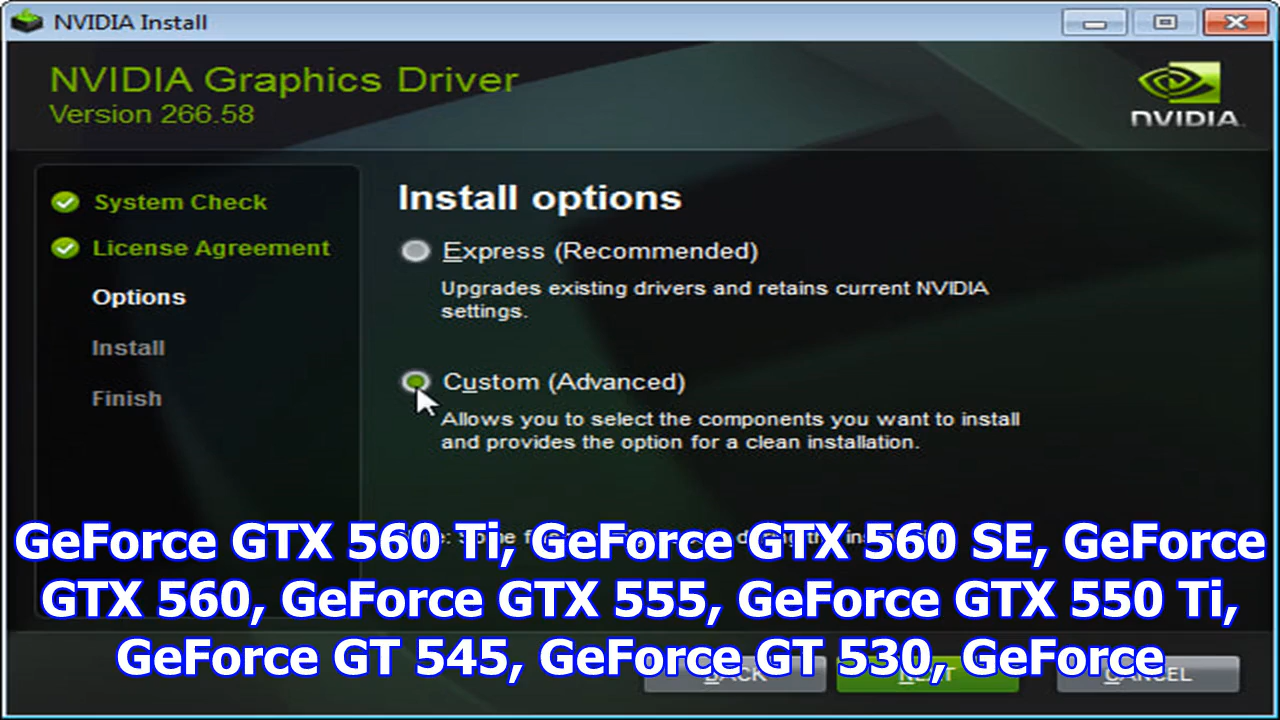 NVIDIA Install
NVIDIA Graphics Driver
Version 266.58
NVIDIA.
System Check
License Agreement
Options
Install
Finish
Install options
Express (Recommended)
Upgrades existing drivers and retains current NVIDIA
settings.
Custom (Advanced)
Allows you to select the components you want to install
and provides the option for a clean installation.
GeForce GTX 560 Ti, GeForce GTX 560 SE, GeForce
GTX 560, GeForce GTX 555, GeForce GTX 550 Ti,
GeForce GT 545, GeForce GT 530, GeForce
BACK
NEXT
CANCEL